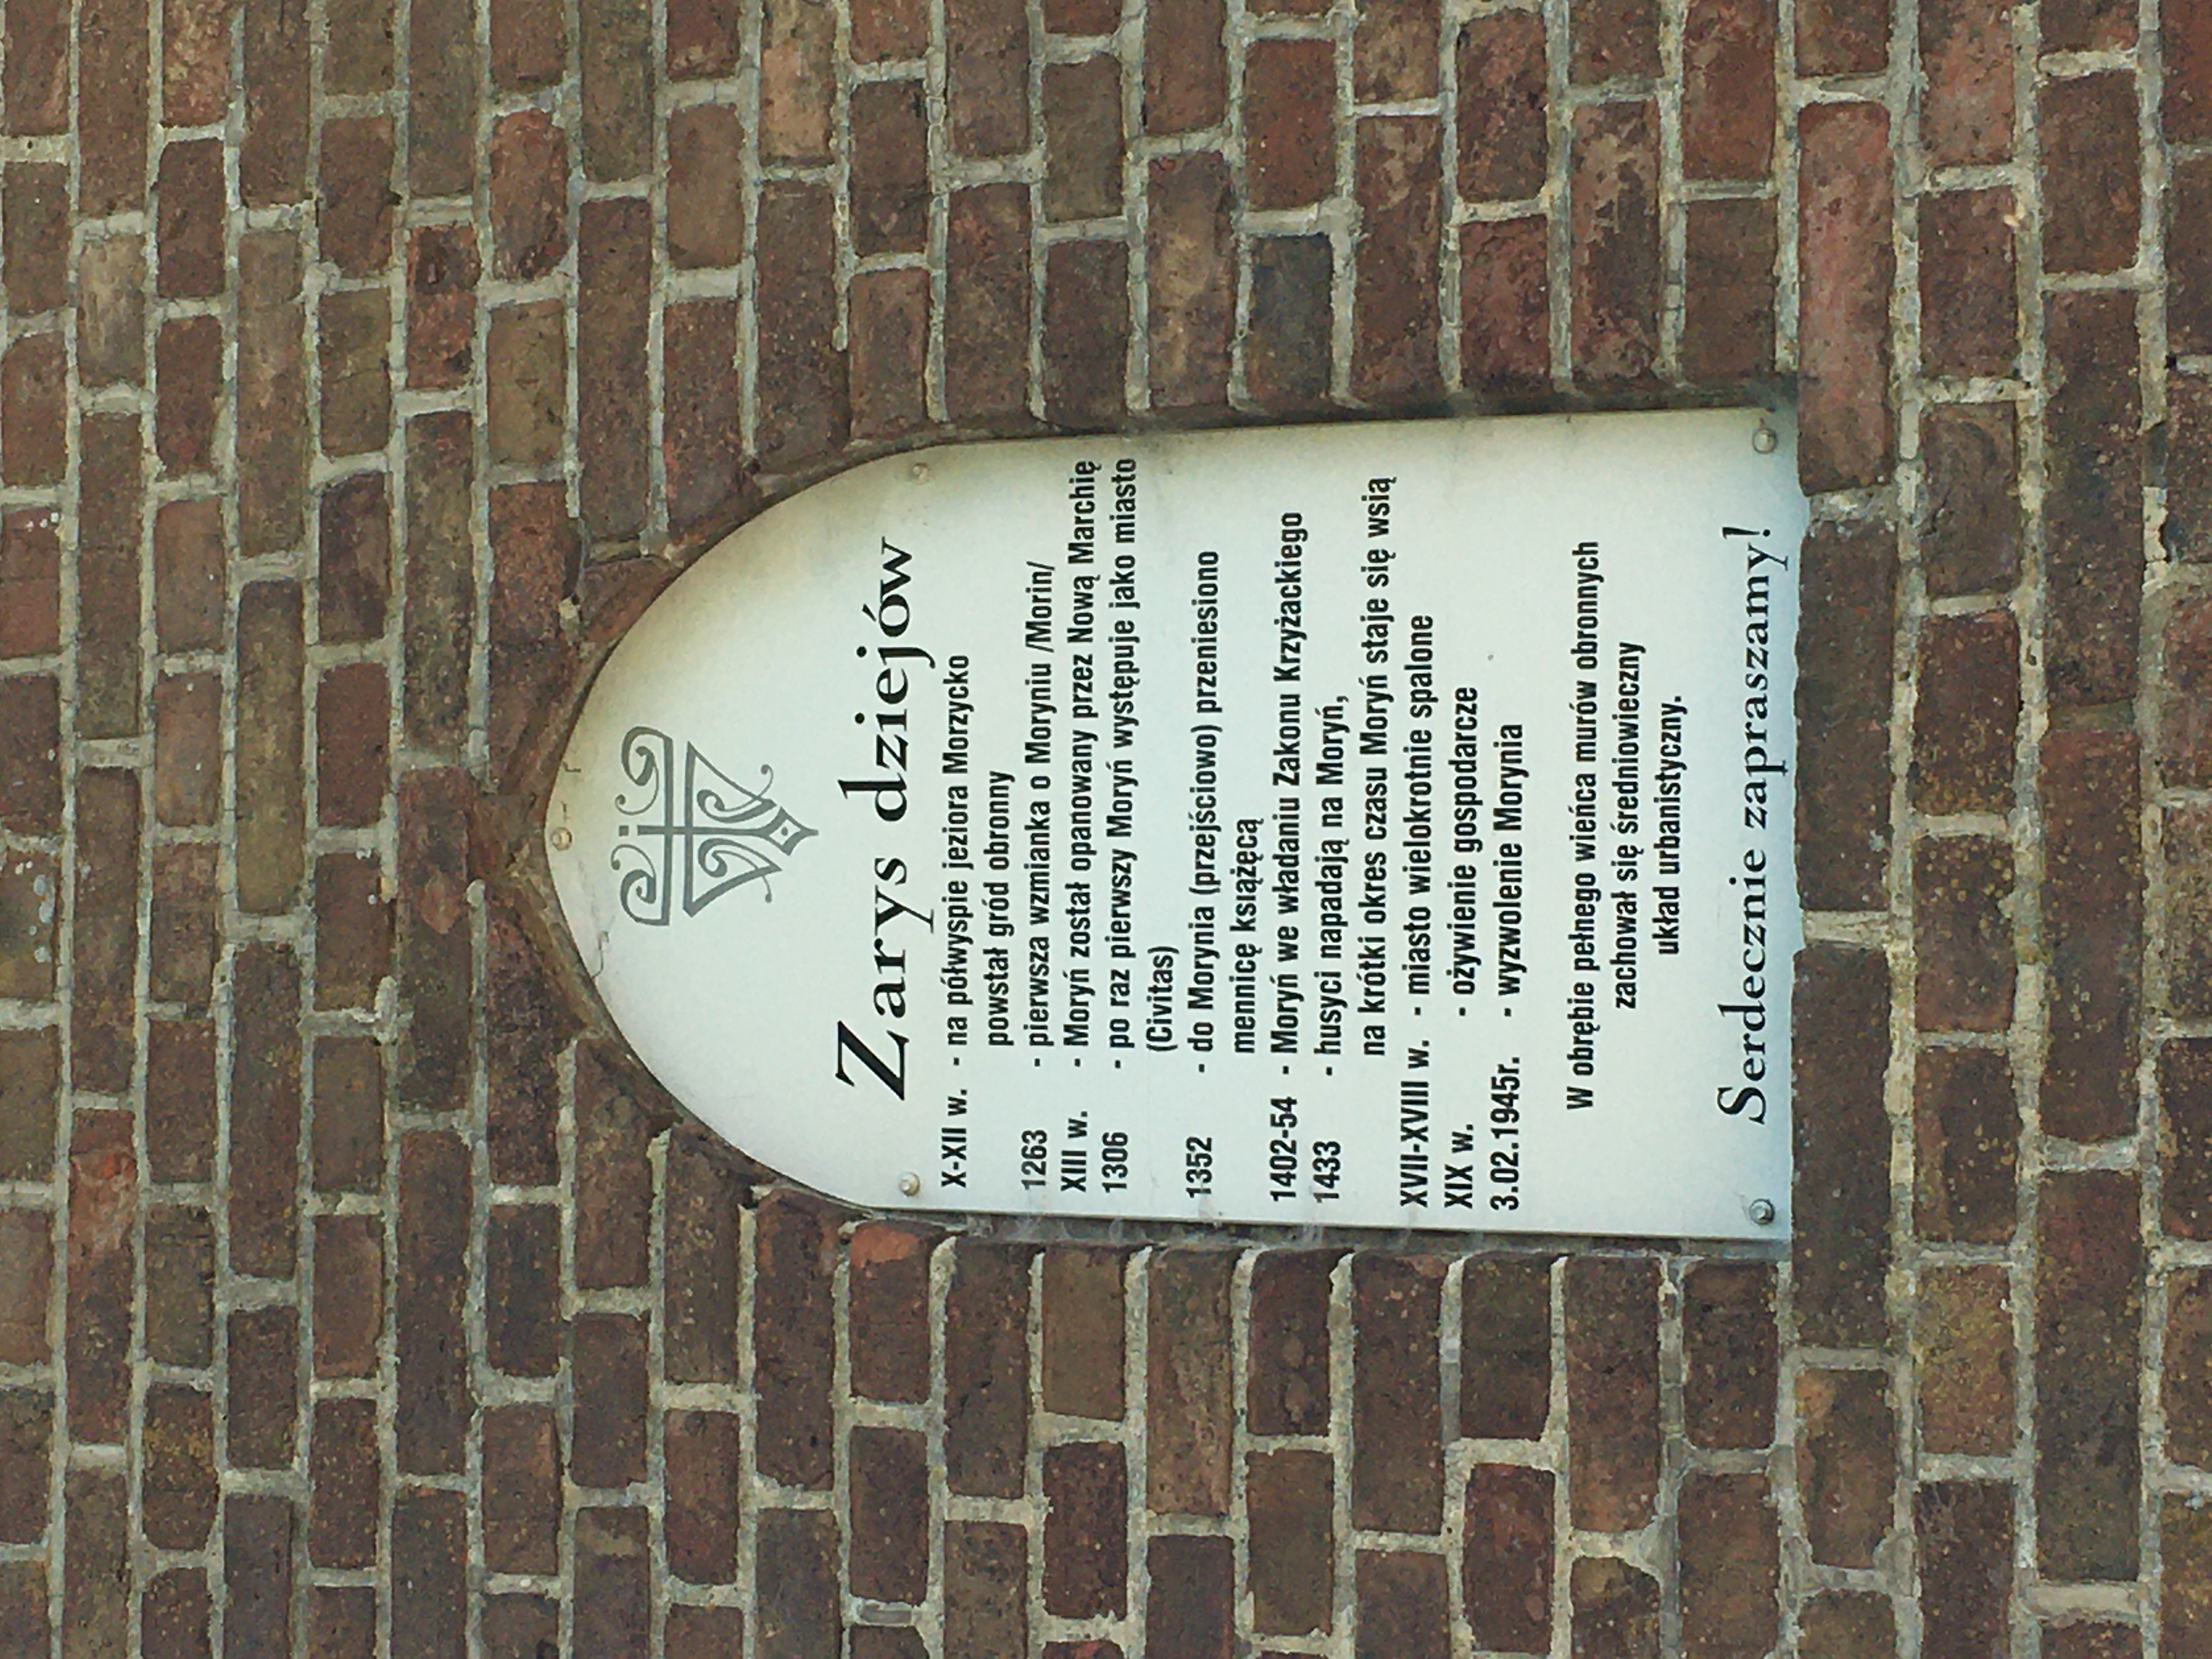 Zarys dziejów
X-XII w. - na półwyspie jeziora Morzycko
powstał gród obronny
1263 - pierwsza wzmianka o Moryniu /Morin/
XIII w. - Moryń został opanowany przez Nową Marchię
1306 - po raz pierwszy Moryń występuje jako miasto
(Civitas)
1352 - do Morynia (przejściowo) przeniesiono
mennicę książęcą
1402-54 - Moryń we władaniu Zakonu Krzyżackiego
1433 - husyci napadają na Moryń,
na krótki okres czasu Moryń staje się wsią
XVII-XVIII w. - miasto wielokrotnie spalone
XIX w. - ożywienie gospodarcze
3.02.1945r. - wyzwolenie Morynia
W obrębie pełnego wieńca murów obronnych
zachował się średniowieczny
układ urbanistyczny.
Serdecznie zapraszamy!